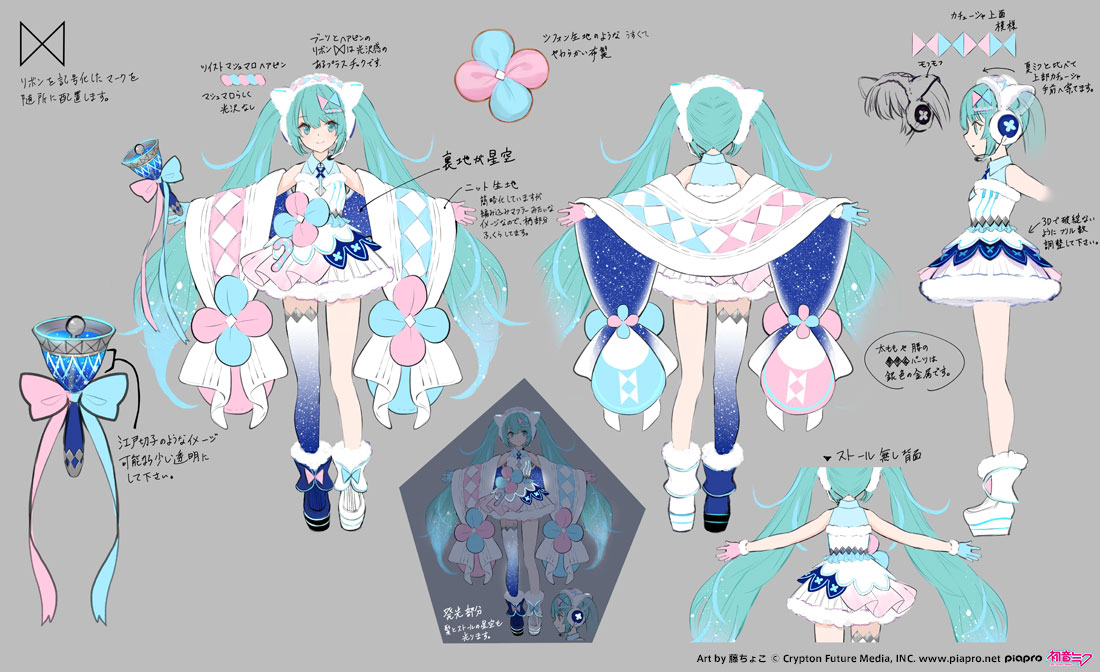 リボンを記号化したマークを
随所に配置します。
ツイストマシュマロヘアピン
マシュマロらしく
光沢なし
ブーツとヘアピンの
リボン⋈は光沢感の
あるプラスチックです
シフォン生地のような うすくて
やわらかい布製
カチューシャ上面
模様
モフモフ
夏ミクと比べて
上部カチューシャ
手前へ寄てます。
裏地が星空
ニット生地
簡略化していますが
編み込みマフラーみたいな
イメージなので、柄部分
ふくらしてます。
3Dで破綻ない
ようにフリル数
調整して下さい。
太ももや腰の
パーツは
銀色の金属です。
江戸切子のようなイメージ
可能なら少し透明に
して下さい。
▼ストール無し背面
発光部分
髪とストールの星空も
光ります。
Art by 藤ちょこ © Crypton Future Media, INC. www.piapro.net piapro 初音ミク